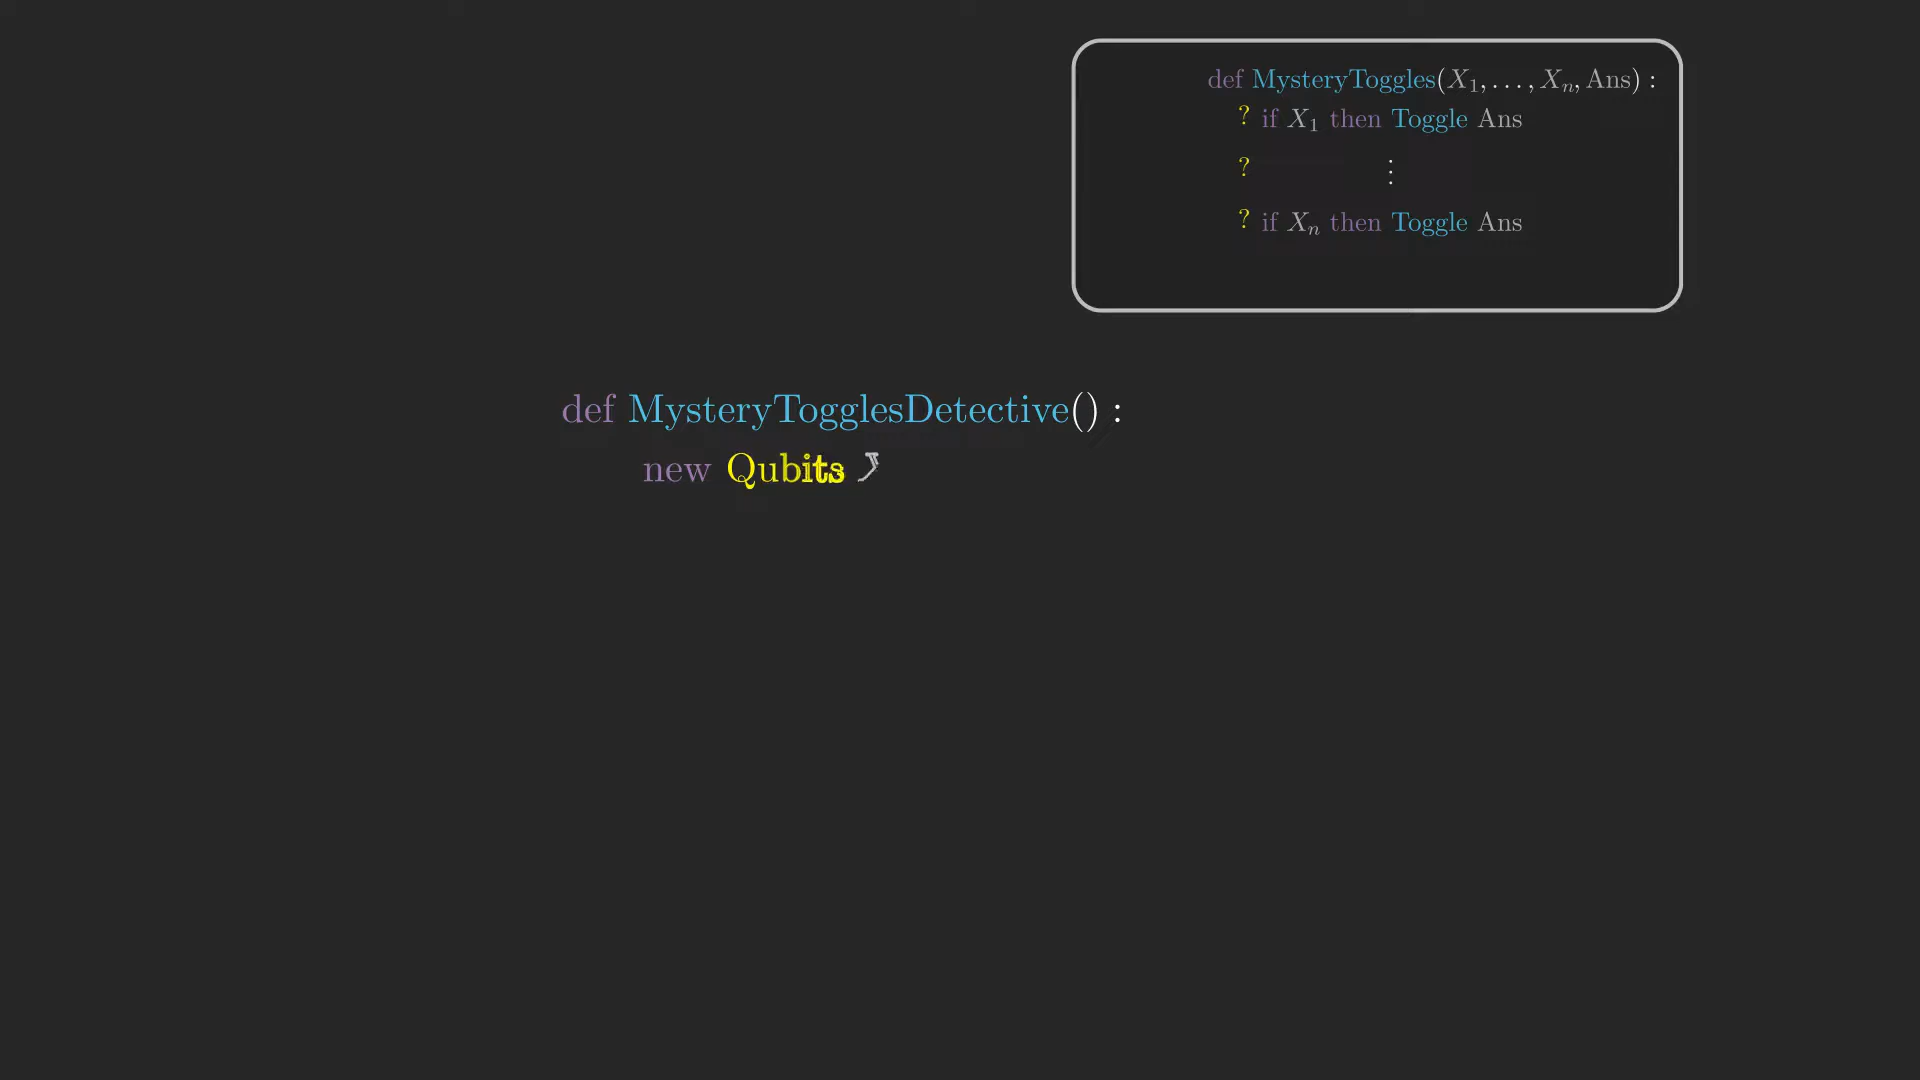 def MysteryToggles(X₁, . . . , Xₙ, Ans) :
? if X₁ then Toggle Ans
? ⋮
? if Xₙ then Toggle Ans
def MysteryTogglesDetective() :
new Qubits